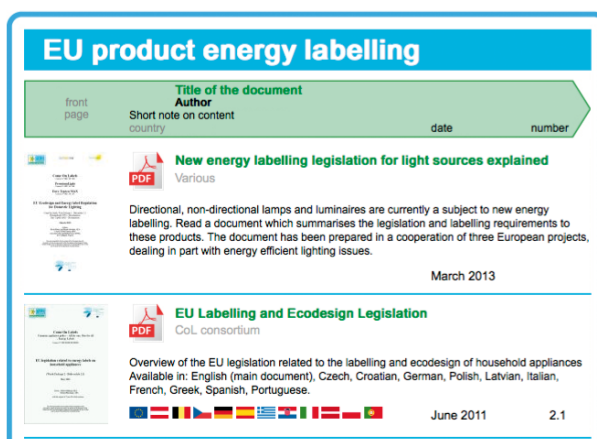 EU product energy labelling
Title of the document
front
page
Author
Short note on content
country date number
PDF
New energy labelling legislation for light sources explained
Various
Directional, non-directional lamps and luminaires are currently a subject to new energy
labelling. Read a document which summarises the legislation and labelling requirements to
these products. The document has been prepared in a cooperation of three European projects,
dealing in part with energy efficient lighting issues.
March 2013
PDF
EU Labelling and Ecodesign Legislation
CoL consortium
Overview of the EU legislation related to the labelling and ecodesign of household appliances
Available in: English (main document), Czech, Croatian, German, Polish, Latvian, Italian,
French, Greek, Spanish, Portuguese.
June 2011 2.1